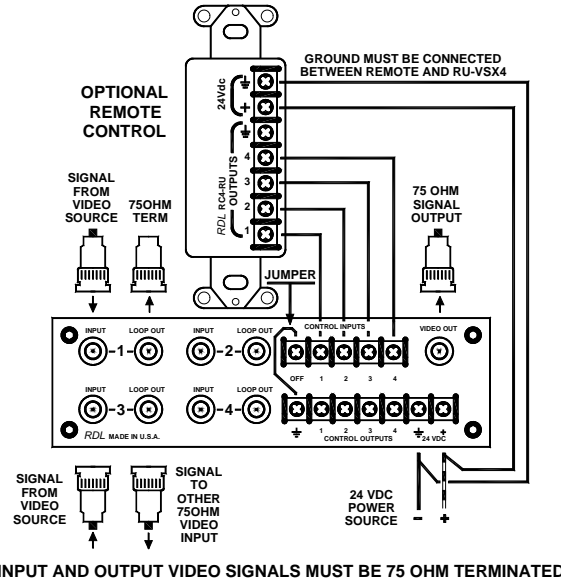 GROUND MUST BE CONNECTED
BETWEEN REMOTE AND RU-VSX4
OPTIONAL
REMOTE
CONTROL
24Vdc
+
RDL RC4-RU
OUTPUTS
4
3
2
1
SIGNAL
FROM
VIDEO
SOURCE
75OHM
TERM
75 OHM
SIGNAL
OUTPUT
JUMPER
INPUT LOOP OUT INPUT LOOP OUT CONTROL INPUTS VIDEO OUT
-1- -2-
OFF 1 2 3 4
INPUT LOOP OUT INPUT LOOP OUT
-3- -4-
1 2 3 4 +
CONTROL OUTPUTS 24 VDC
RDL MADE IN U.S.A.
SIGNAL
FROM
VIDEO
SOURCE
SIGNAL
TO
OTHER
75OHM
VIDEO
INPUT
24 VDC
POWER
SOURCE
- +
INPUT AND OUTPUT VIDEO SIGNALS MUST BE 75 OHM TERMINATED